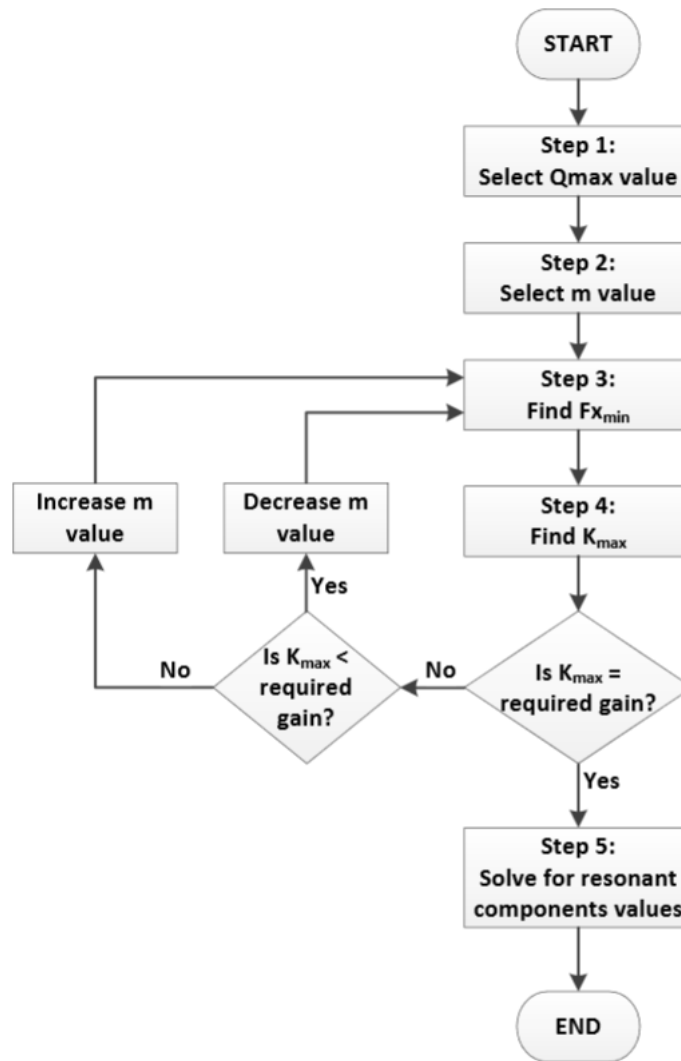 START
Step 1:
Select Qmax value
Step 2:
Select m value
Step 3:
Find Fxmin
Increase m
value
Decrease m
value
Step 4:
Find Kmax
Yes
No
Is Kmax <
required
gain?
No
Is Kmax =
required gain?
Yes
Step 5:
Solve for resonant
components values
END